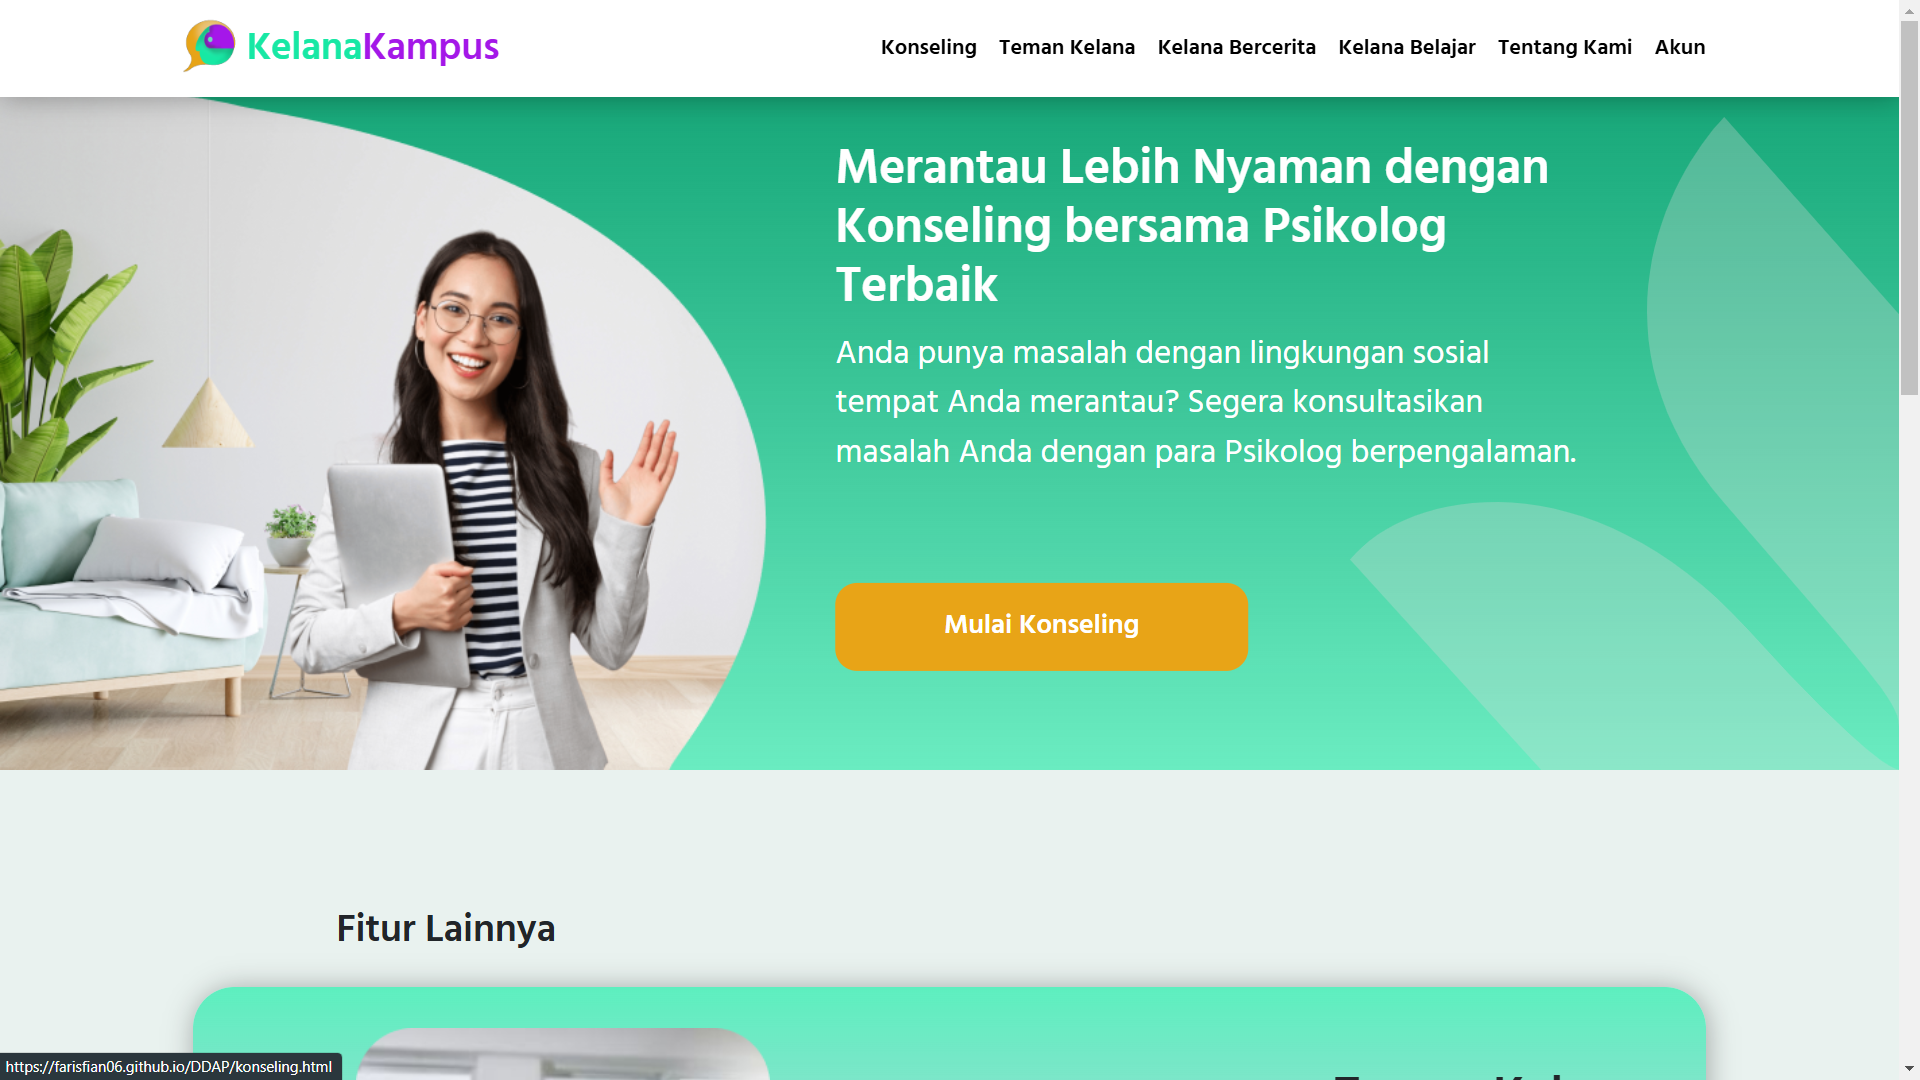 KelanaKampus
Konseling Teman Kelana Kelana Bercerita Kelana Belajar Tentang Kami Akun
Merantau Lebih Nyaman dengan
Konseling bersama Psikolog
Terbaik
Anda punya masalah dengan lingkungan sosial
tempat Anda merantau? Segera konsultasikan
masalah Anda dengan para Psikolog berpengalaman.
Mulai Konseling
Fitur Lainnya
https://farisfian06.github.io/DDAP/konseling.html